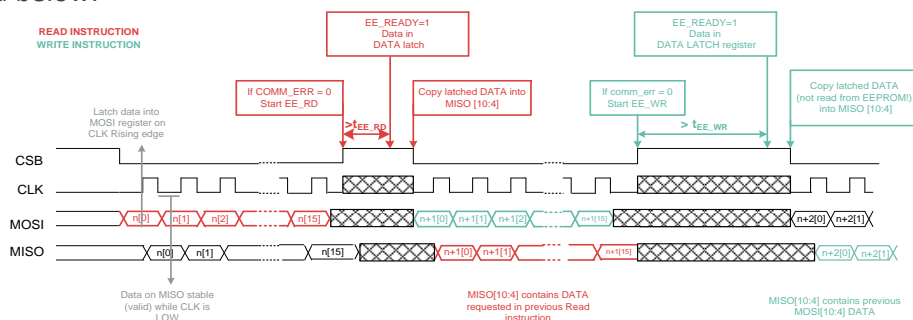 below.
READ INSTRUCTION
WRITE INSTRUCTION
EE_READY=1
Data in
DATA latch
EE_READY=1
Data in
DATA LATCH register
If COMM_ERR = 0
Start EE_RD
Copy latched DATA into
MISO [10:4]
If comm_err = 0
Start EE_WR
Copy latched DATA
(not read from EEPROM!)
into MISO [10:4]
Latch data into
MOSI register on
CLK Rising edge
>tEE_RD
> tEE_WR
CSB
CLK
MOSI n[0] n[1] n[2] n[15] n+1[0] n+1[1] n+1[2] n+1[15] n+2[0] n+2[1]
MISO n[0] n[1] n[15] n+1[0] n+1[1] n+1[15] n+2[0] n+2[1]
Data on MISO stable
(valid) while CLK is
LOW
MISO[10:4] contains DATA
requested in previous Read
instruction
MISO[10:4] contains previous
MOSI[10:4] DATA